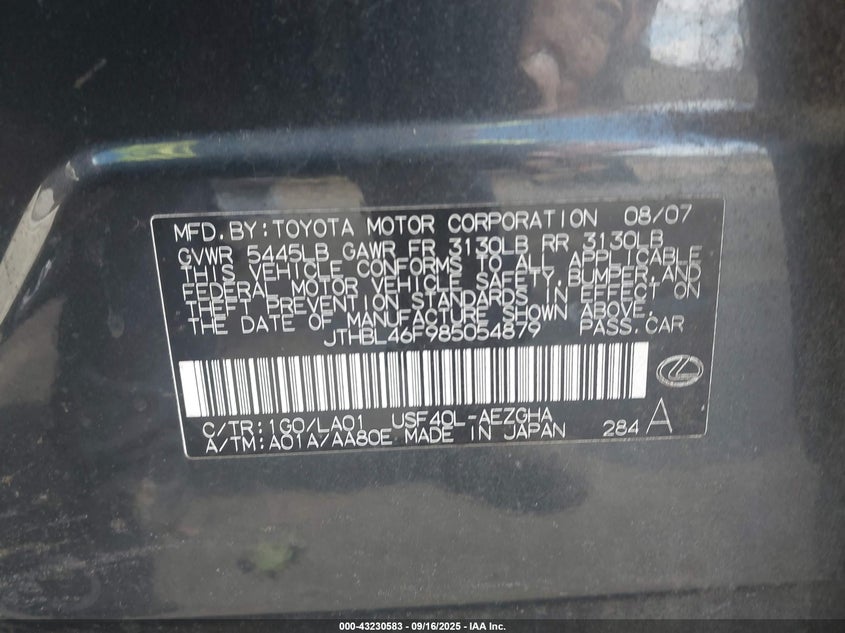 MFD. BY: TOYOTA MOTOR CORPORATION 08/07
GVWR 5445LB GAWR FR 3130LB RR 3130LB
THIS VEHICLE CONFORMS TO ALL APPLICABLE
FEDERAL MOTOR VEHICLE SAFETY, BUMPER, AND
THEFT PREVENTION STANDARDS IN EFFECT ON
THE DATE OF MANUFACTURE SHOWN ABOVE.
JTHBL46F985054879 PASS. CAR
C/TR: 1G0/LA01 USF40L-AEZGHA
A/TM: A01A/AA80E MADE IN JAPAN 284 A
000-43230583 - 09/16/2025 - IAA Inc.